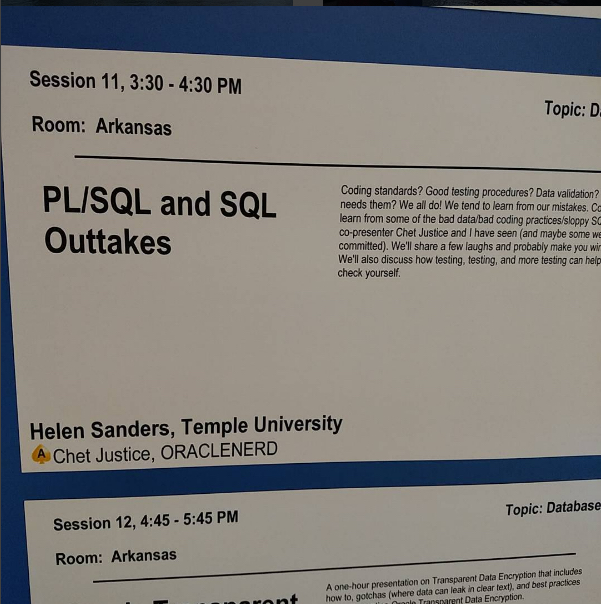 Session 11, 3:30 - 4:30 PM
Topic:
Room: Arkansas
PL/SQL and SQL
Outtakes
Coding standards? Good testing procedures? Data validation?
needs them? We all do! We tend to learn from our mistakes.
learn from some of the bad data/bad coding practices/sloppy
co-presenter Chet Justice and I have seen (and maybe some
committed). We'll share a few laughs and probably make you
We'll also discuss how testing, testing, and more testing can help
check yourself.
Helen Sanders, Temple University
A Chet Justice, ORACLENERD
Session 12, 4:45 - 5:45 PM
Topic: Database
Room: Arkansas
A one-hour presentation on Transparent Data Encryption that includes
how to, gotchas (where data can leak in clear text), and best practices
Oracle Transparent Data Encryption.
Transparent